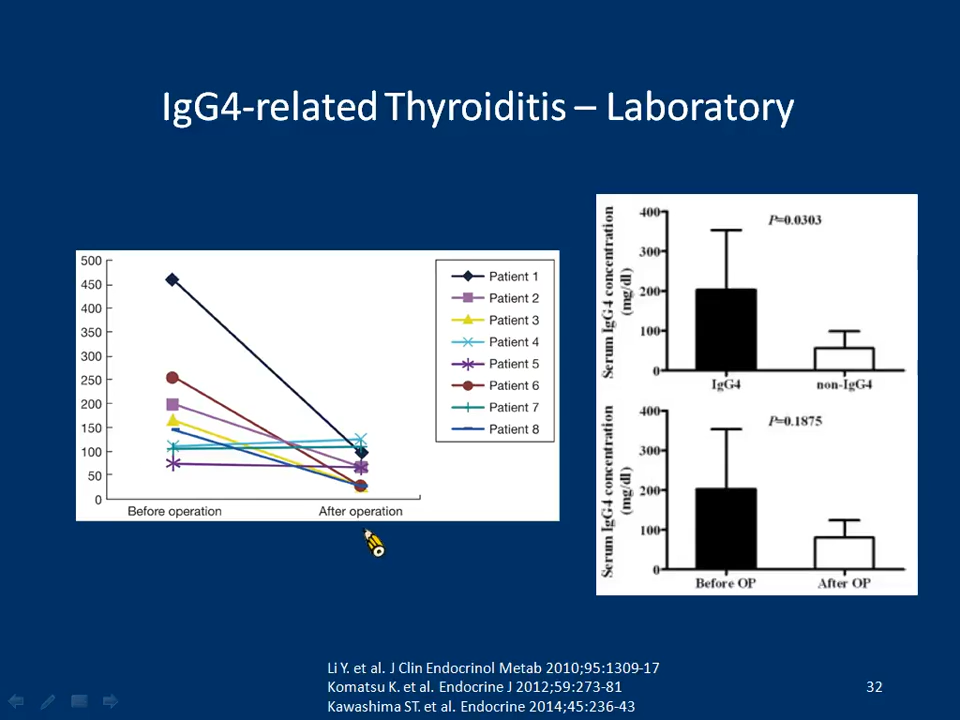 IgG4-related Thyroiditis – Laboratory
500
450
400
350
300
250
200
150
100
50
0
Before operation
After operation
Patient 1
Patient 2
Patient 3
Patient 4
Patient 5
Patient 6
Patient 7
Patient 8
Serum IgG4 concentration
(mg/dl)
400
300
200
100
0
P=0.0303
IgG4
non-IgG4
Serum IgG4 concentration
(mg/dl)
400
300
200
100
0
P=0.1875
Before OP
After OP
Li Y. et al. J Clin Endocrinol Metab 2010;95:1309-17
Komatsu K. et al. Endocrine J 2012;59:273-81
Kawashima ST. et al. Endocrine 2014;45:236-43
32